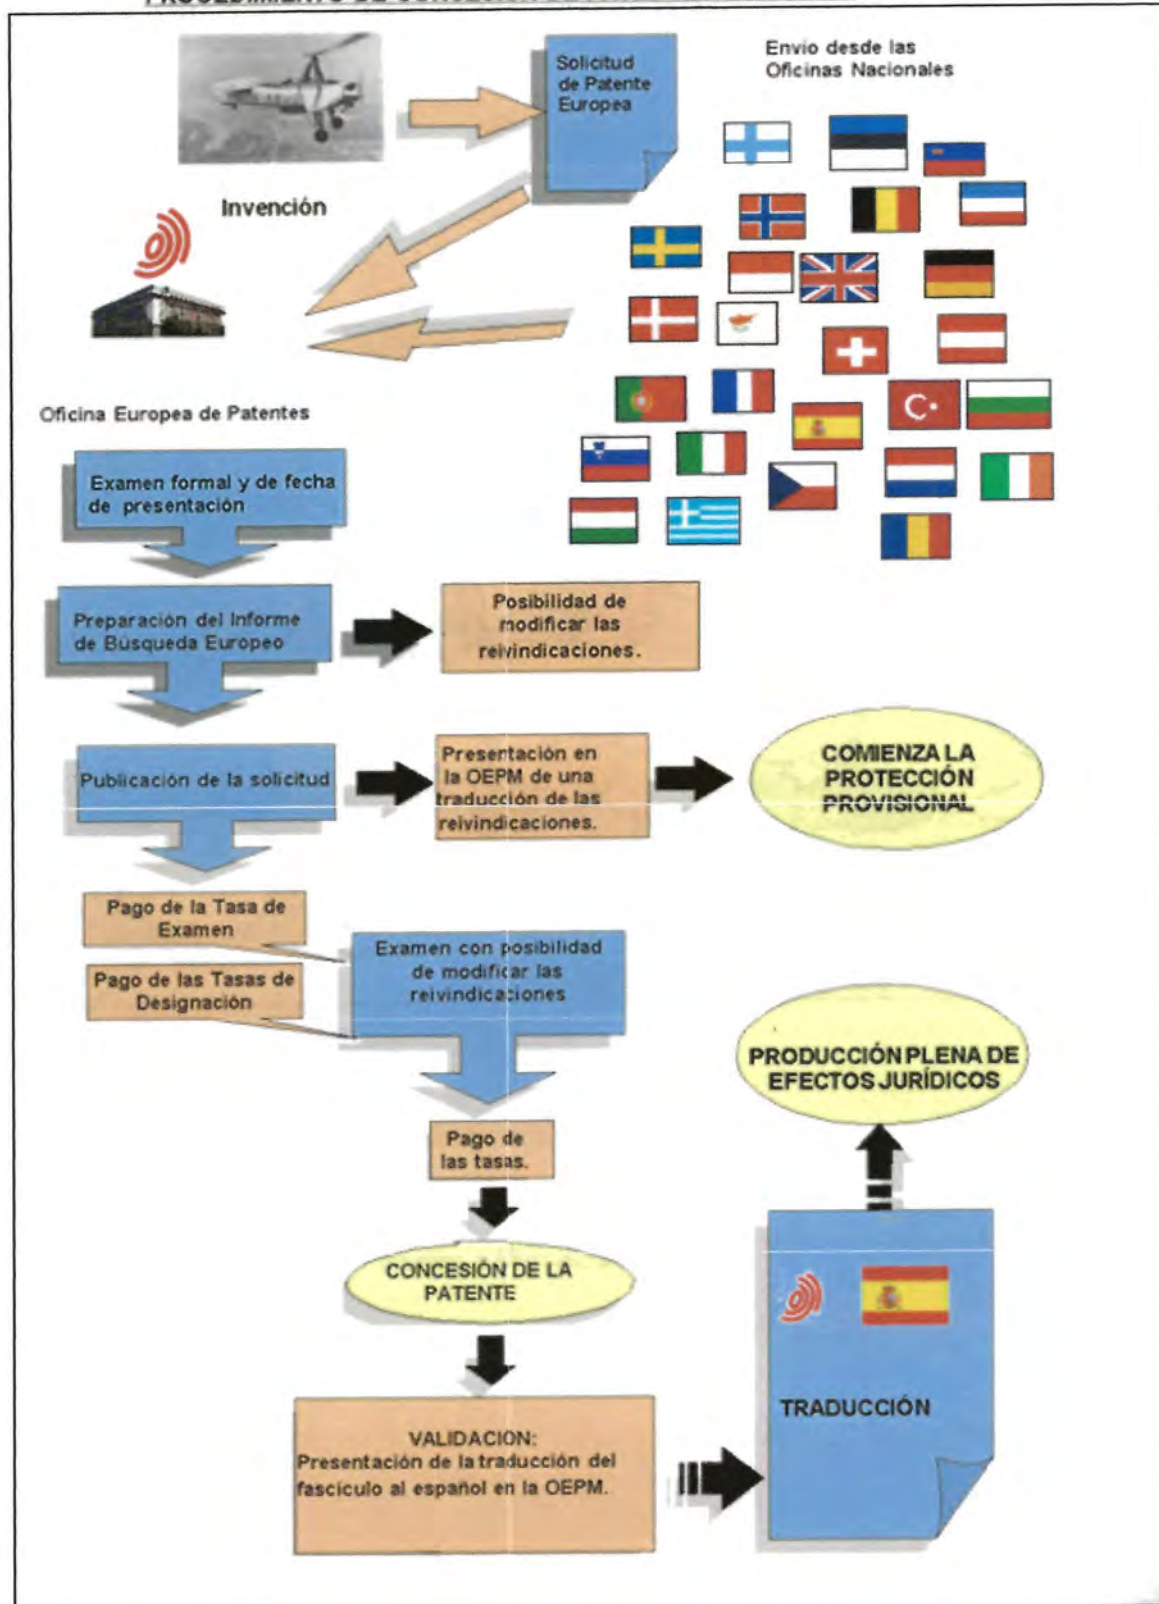 Solicitud
de Patente
Europea
Envio desde las
Oficinas Nacionales
Invención
Oficina Europea de Patentes
Examen formal y de fecha
de presentación
Preparación del Informe
de Búsqueda Europeo
Posibilidad de
modificar las
reivindicaciones.
Publicación de la solicitud
Presentación en
la OEPM de una
traducción de las
reivindicaciones.
COMIENZA LA
PROTECCIÓN
PROVISIONAL
Pago de la Tasa de
Examen
Pago de las Tasas de
Designación
Examen con posibilidad
de modificar las
reivindicaciones
PRODUCCIÓN PLENA DE
EFECTOS JURÍDICOS
Pago de
las tasas.
CONCESIÓN DE LA
PATENTE
TRADUCCIÓN
VALIDACION:
Presentación de la traducción del
fascículo al español en la OEPM.